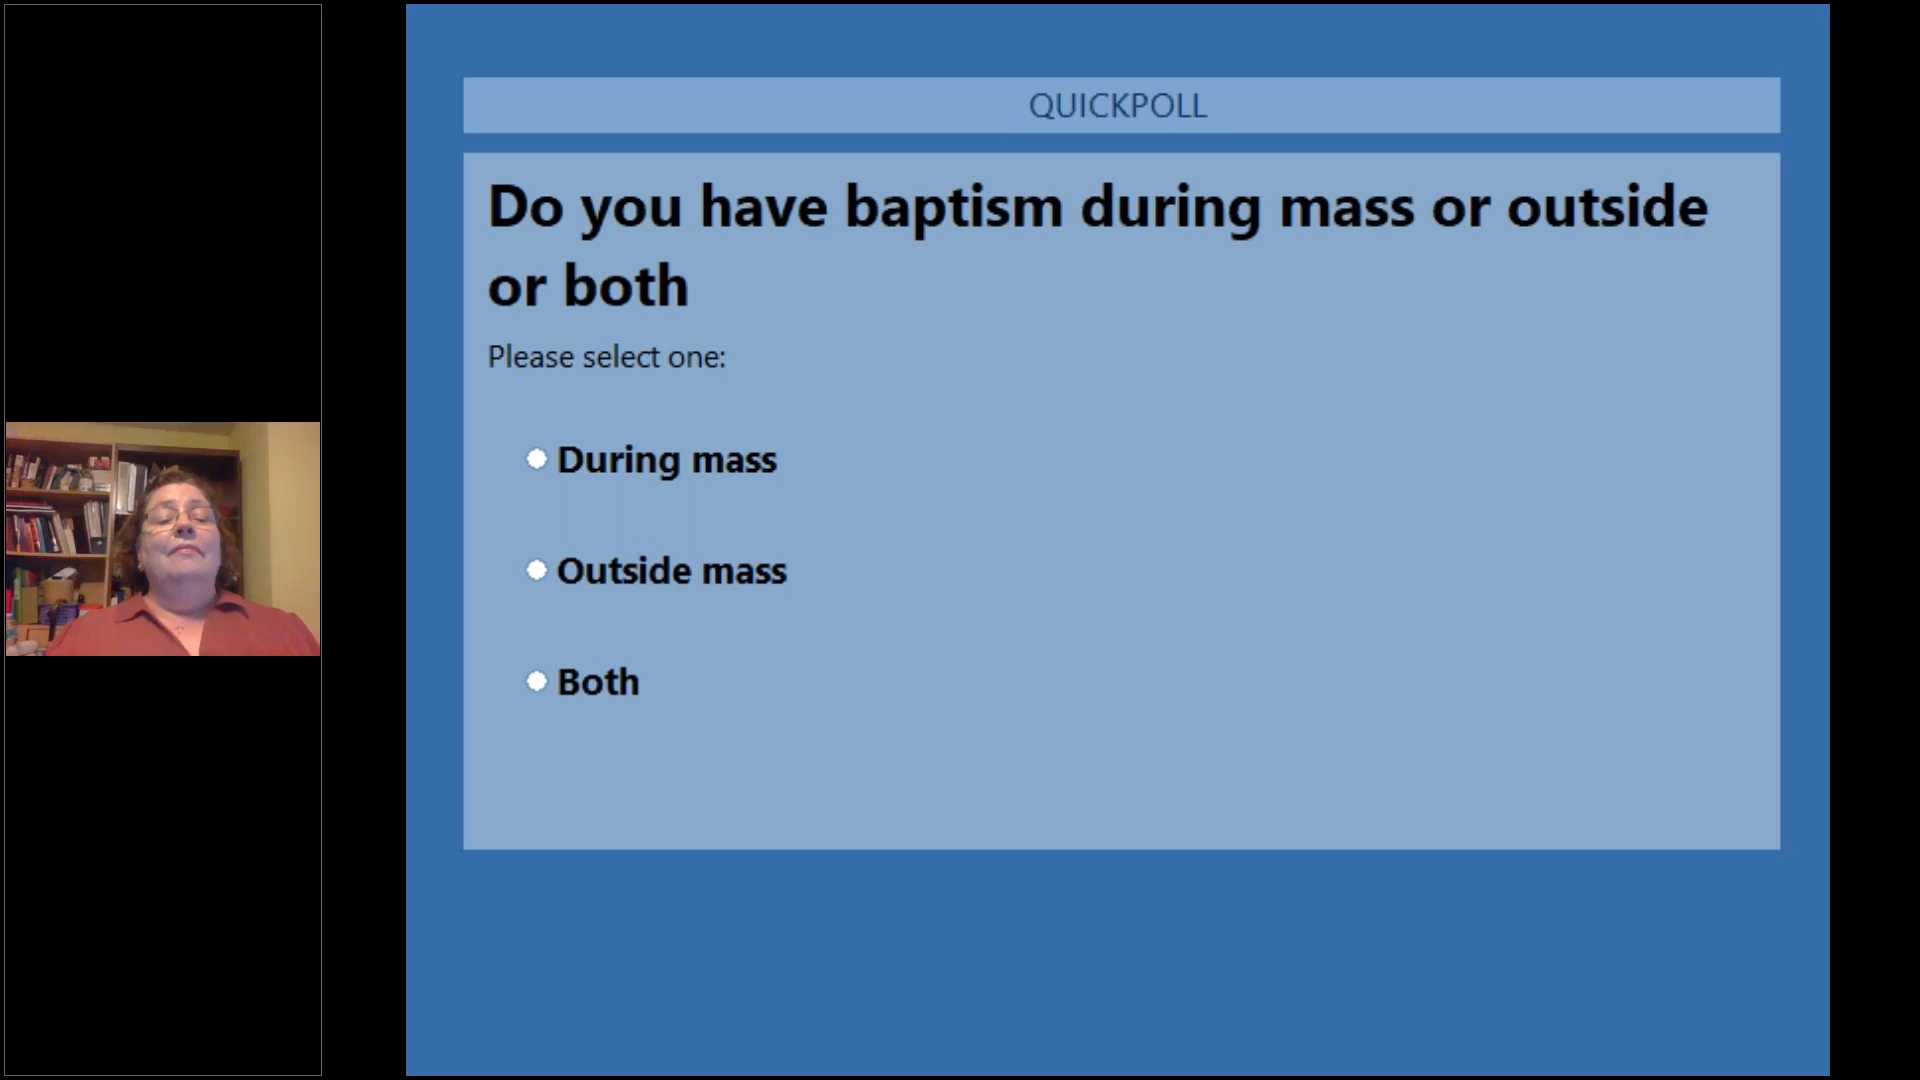 QUICKPOLL
Do you have baptism during mass or outside
or both
Please select one:
During mass
Outside mass
Both